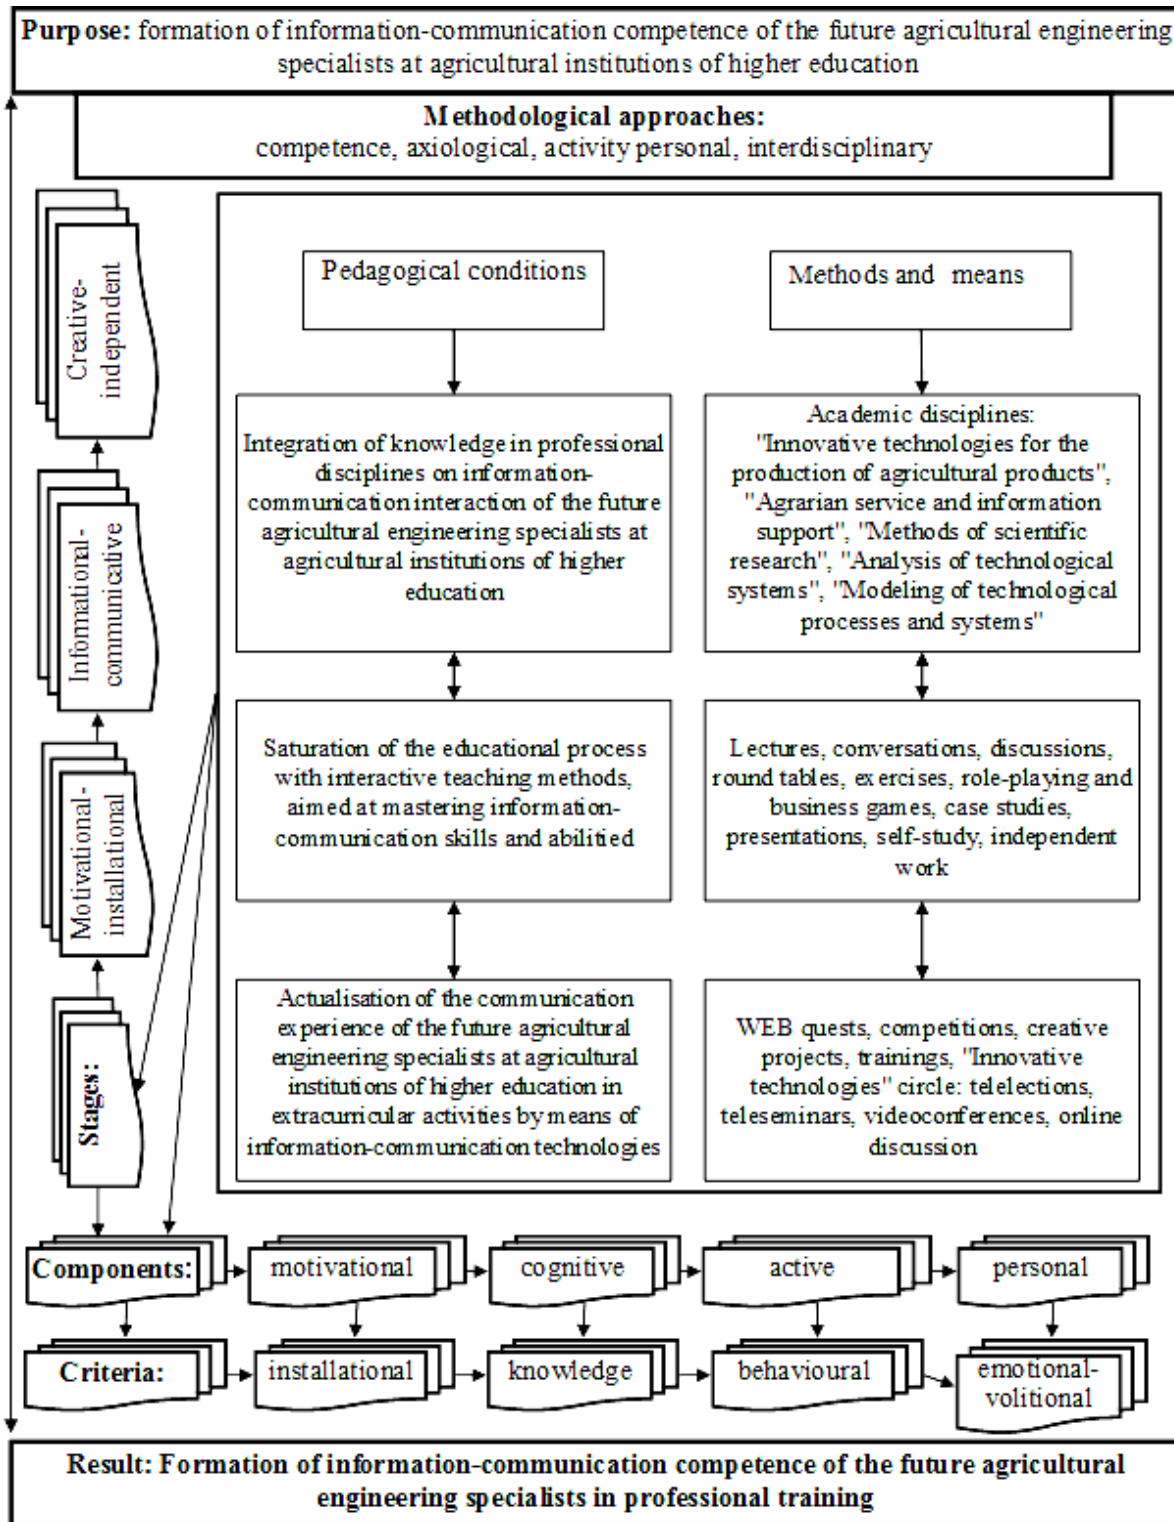 Purpose: formation of information-communication competence of the future agricultural engineering
specialists at agricultural institutions of higher education
Methodological approaches:
competence, axiological, activity personal, interdisciplinary
Creative-
independent
Informational-
communicative
Motivational-
installational
Stages:
Pedagogical conditions
Integration of knowledge in professional
disciplines on information-
communication interaction of the future
agricultural engineering specialists at
agricultural institutions of higher
education
Saturation of the educational process
with interactive teaching methods,
aimed at mastering information-
communication skills and abilitied
Actualisation of the communication
experience of the future agricultural
engineering specialists at agricultural
institutions of higher education in
extracurricular activities by means of
information-communication technologies
Methods and means
Academic disciplines:
"Innovative technologies for the
production of agricultural products",
"Agrarian service and information
support", "Methods of scientific
research", "Analysis of technological
systems", "Modeling of technological
processes and systems"
Lectures, conversations, discussions,
round tables, exercises, role-playing and
business games, case studies,
presentations, self-study, independent
work
WEB quests, competitions, creative
projects, trainings, "Innovative
technologies" circle: telelections,
teleseminars, videoconferences, online
discussion
Components:
motivational
cognitive
active
personal
Criteria:
installational
knowledge
behavioural
emotional-
volitional
Result: Formation of information-communication competence of the future agricultural
engineering specialists in professional training